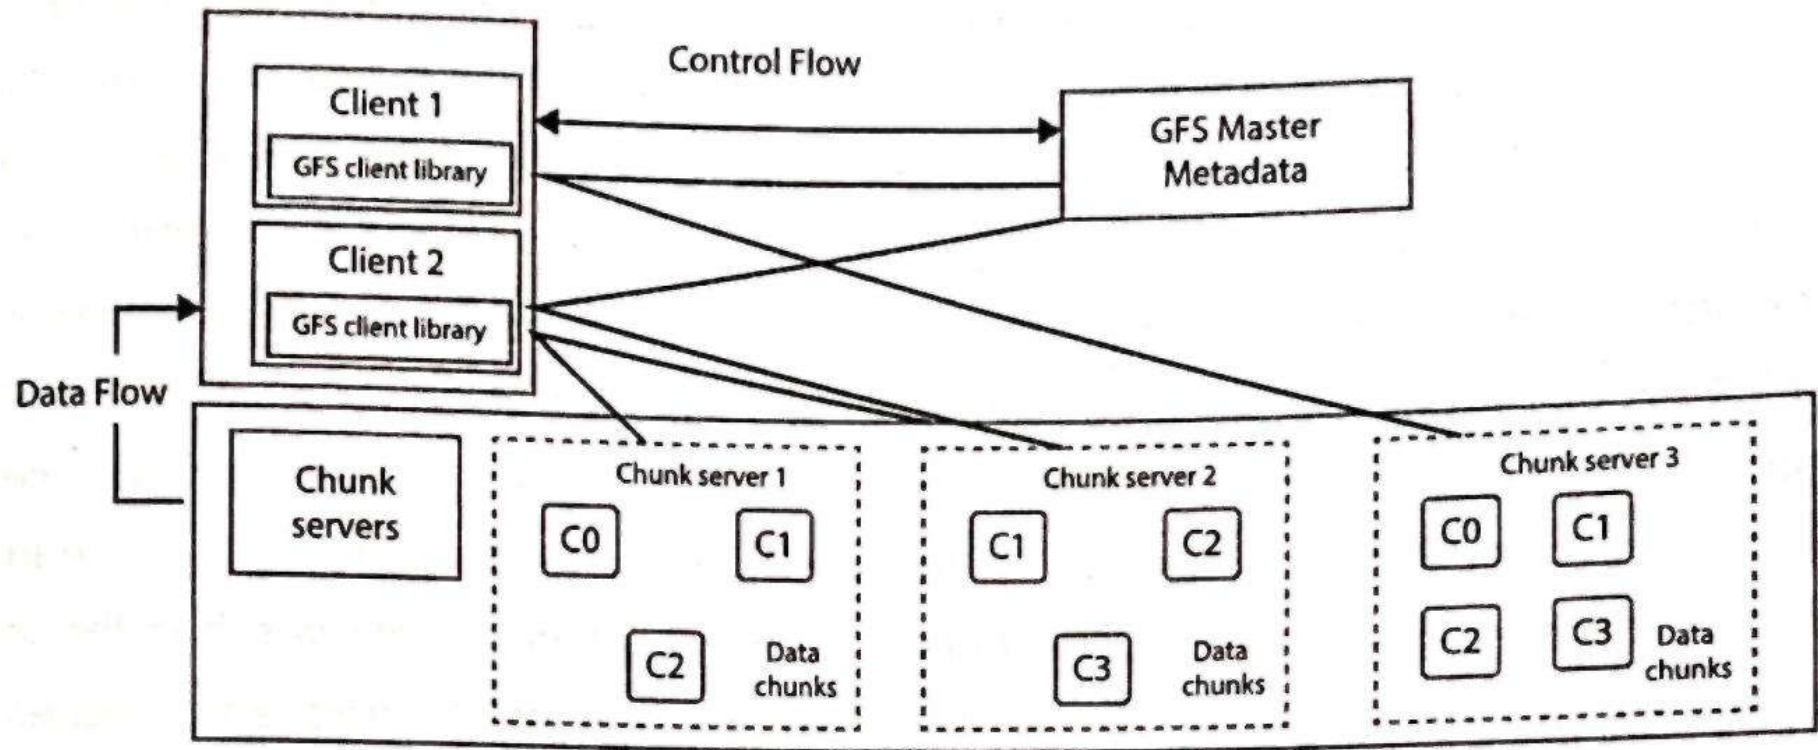 Control Flow
Client 1
GFS client library
GFS Master
Metadata
Client 2
GFS client library
Data Flow
Chunk
servers
Chunk server 1
C0
C1
C2
Data
chunks
Chunk server 2
C1
C2
C3
Data
chunks
Chunk server 3
C0
C1
C2
C3
Data
chunks